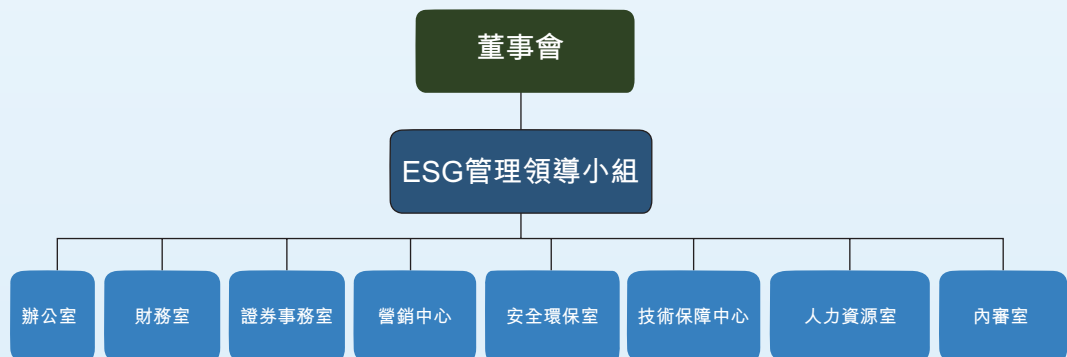 董事會
ESG管理領導小組
辦公室
財務室
證券事務室
營銷中心
安全環保室
技術保障中心
人力資源室
內審室